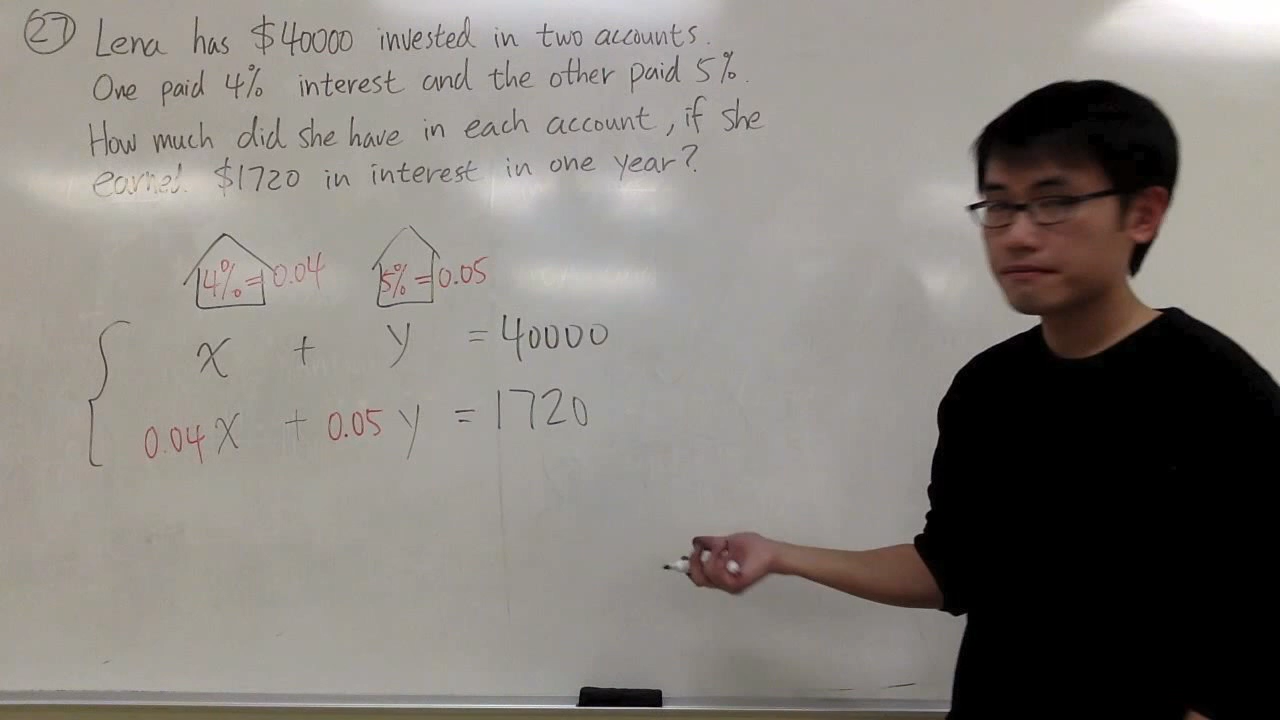 27 Lena has $40000 invested in two accounts.
One paid 4% interest and the other paid 5%.
How much did she have in each account, if she
earned $1720 in interest in one year?
4% = 0.04 5% = 0.05
x + y = 40000
0.04 x + 0.05 y = 1720